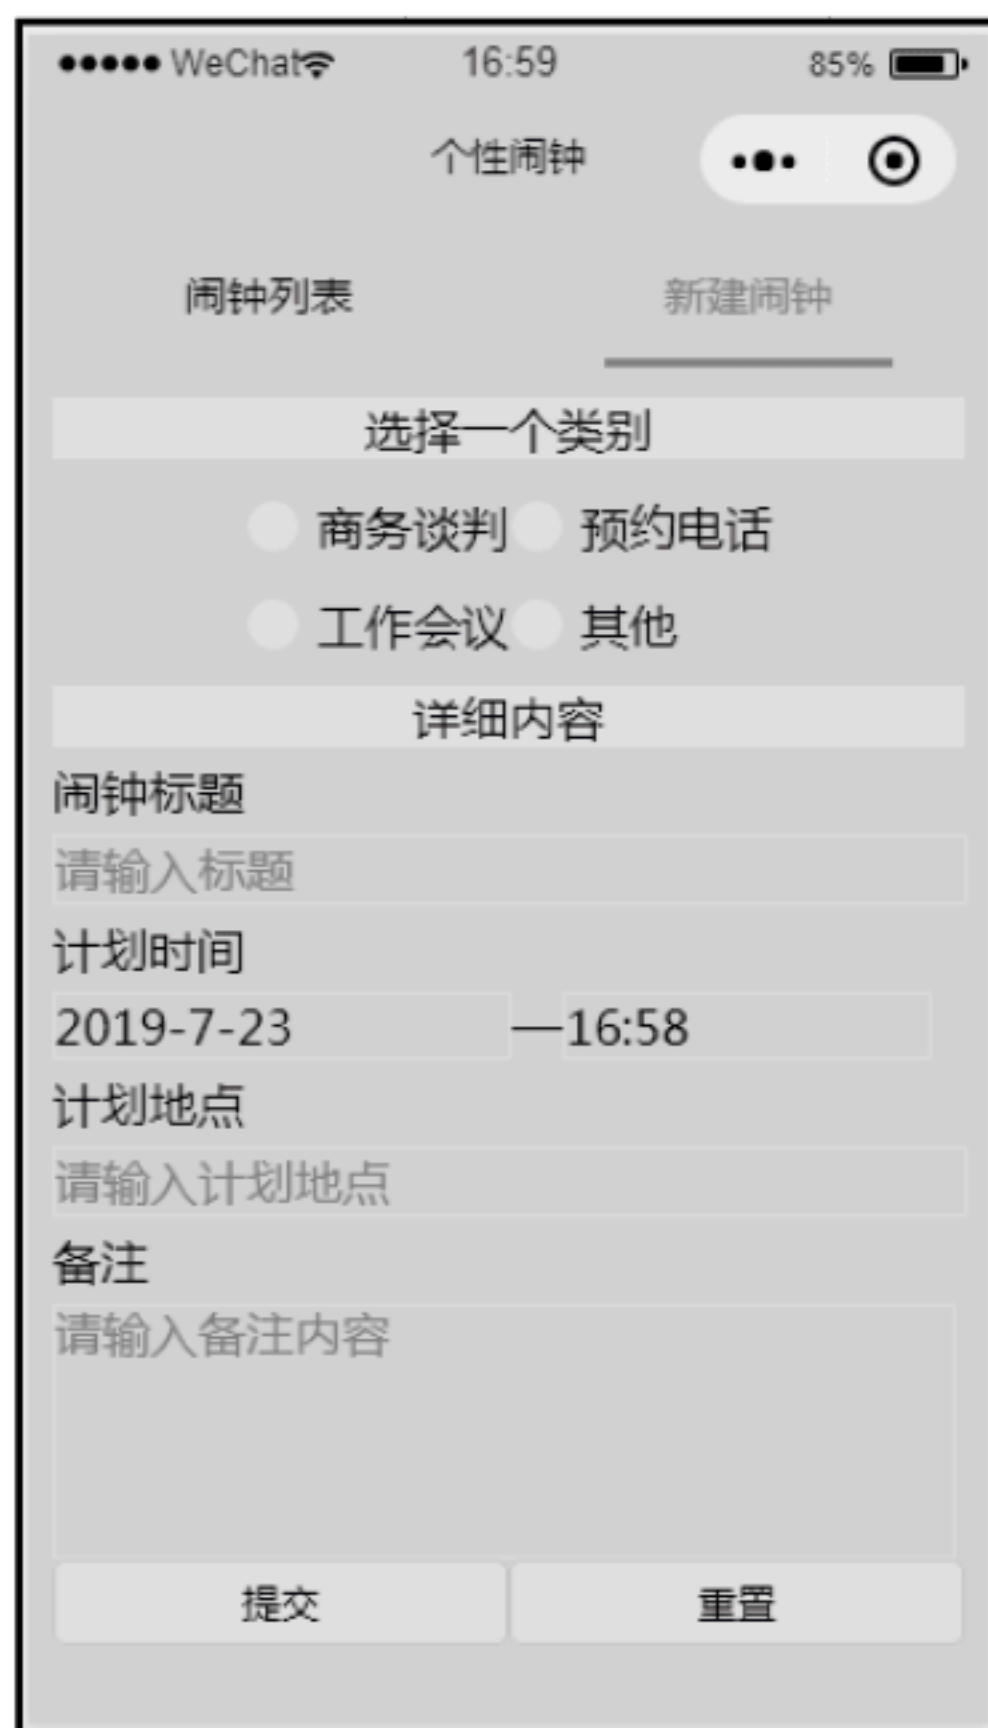 WeChat 16:59 85%
个性闹钟
闹钟列表 新建闹钟
选择一个类别
商务谈判 预约电话
工作会议 其他
详细内容
闹钟标题
请输入标题
计划时间
2019-7-23 —16:58
计划地点
请输入计划地点
备注
请输入备注内容
提交 重置